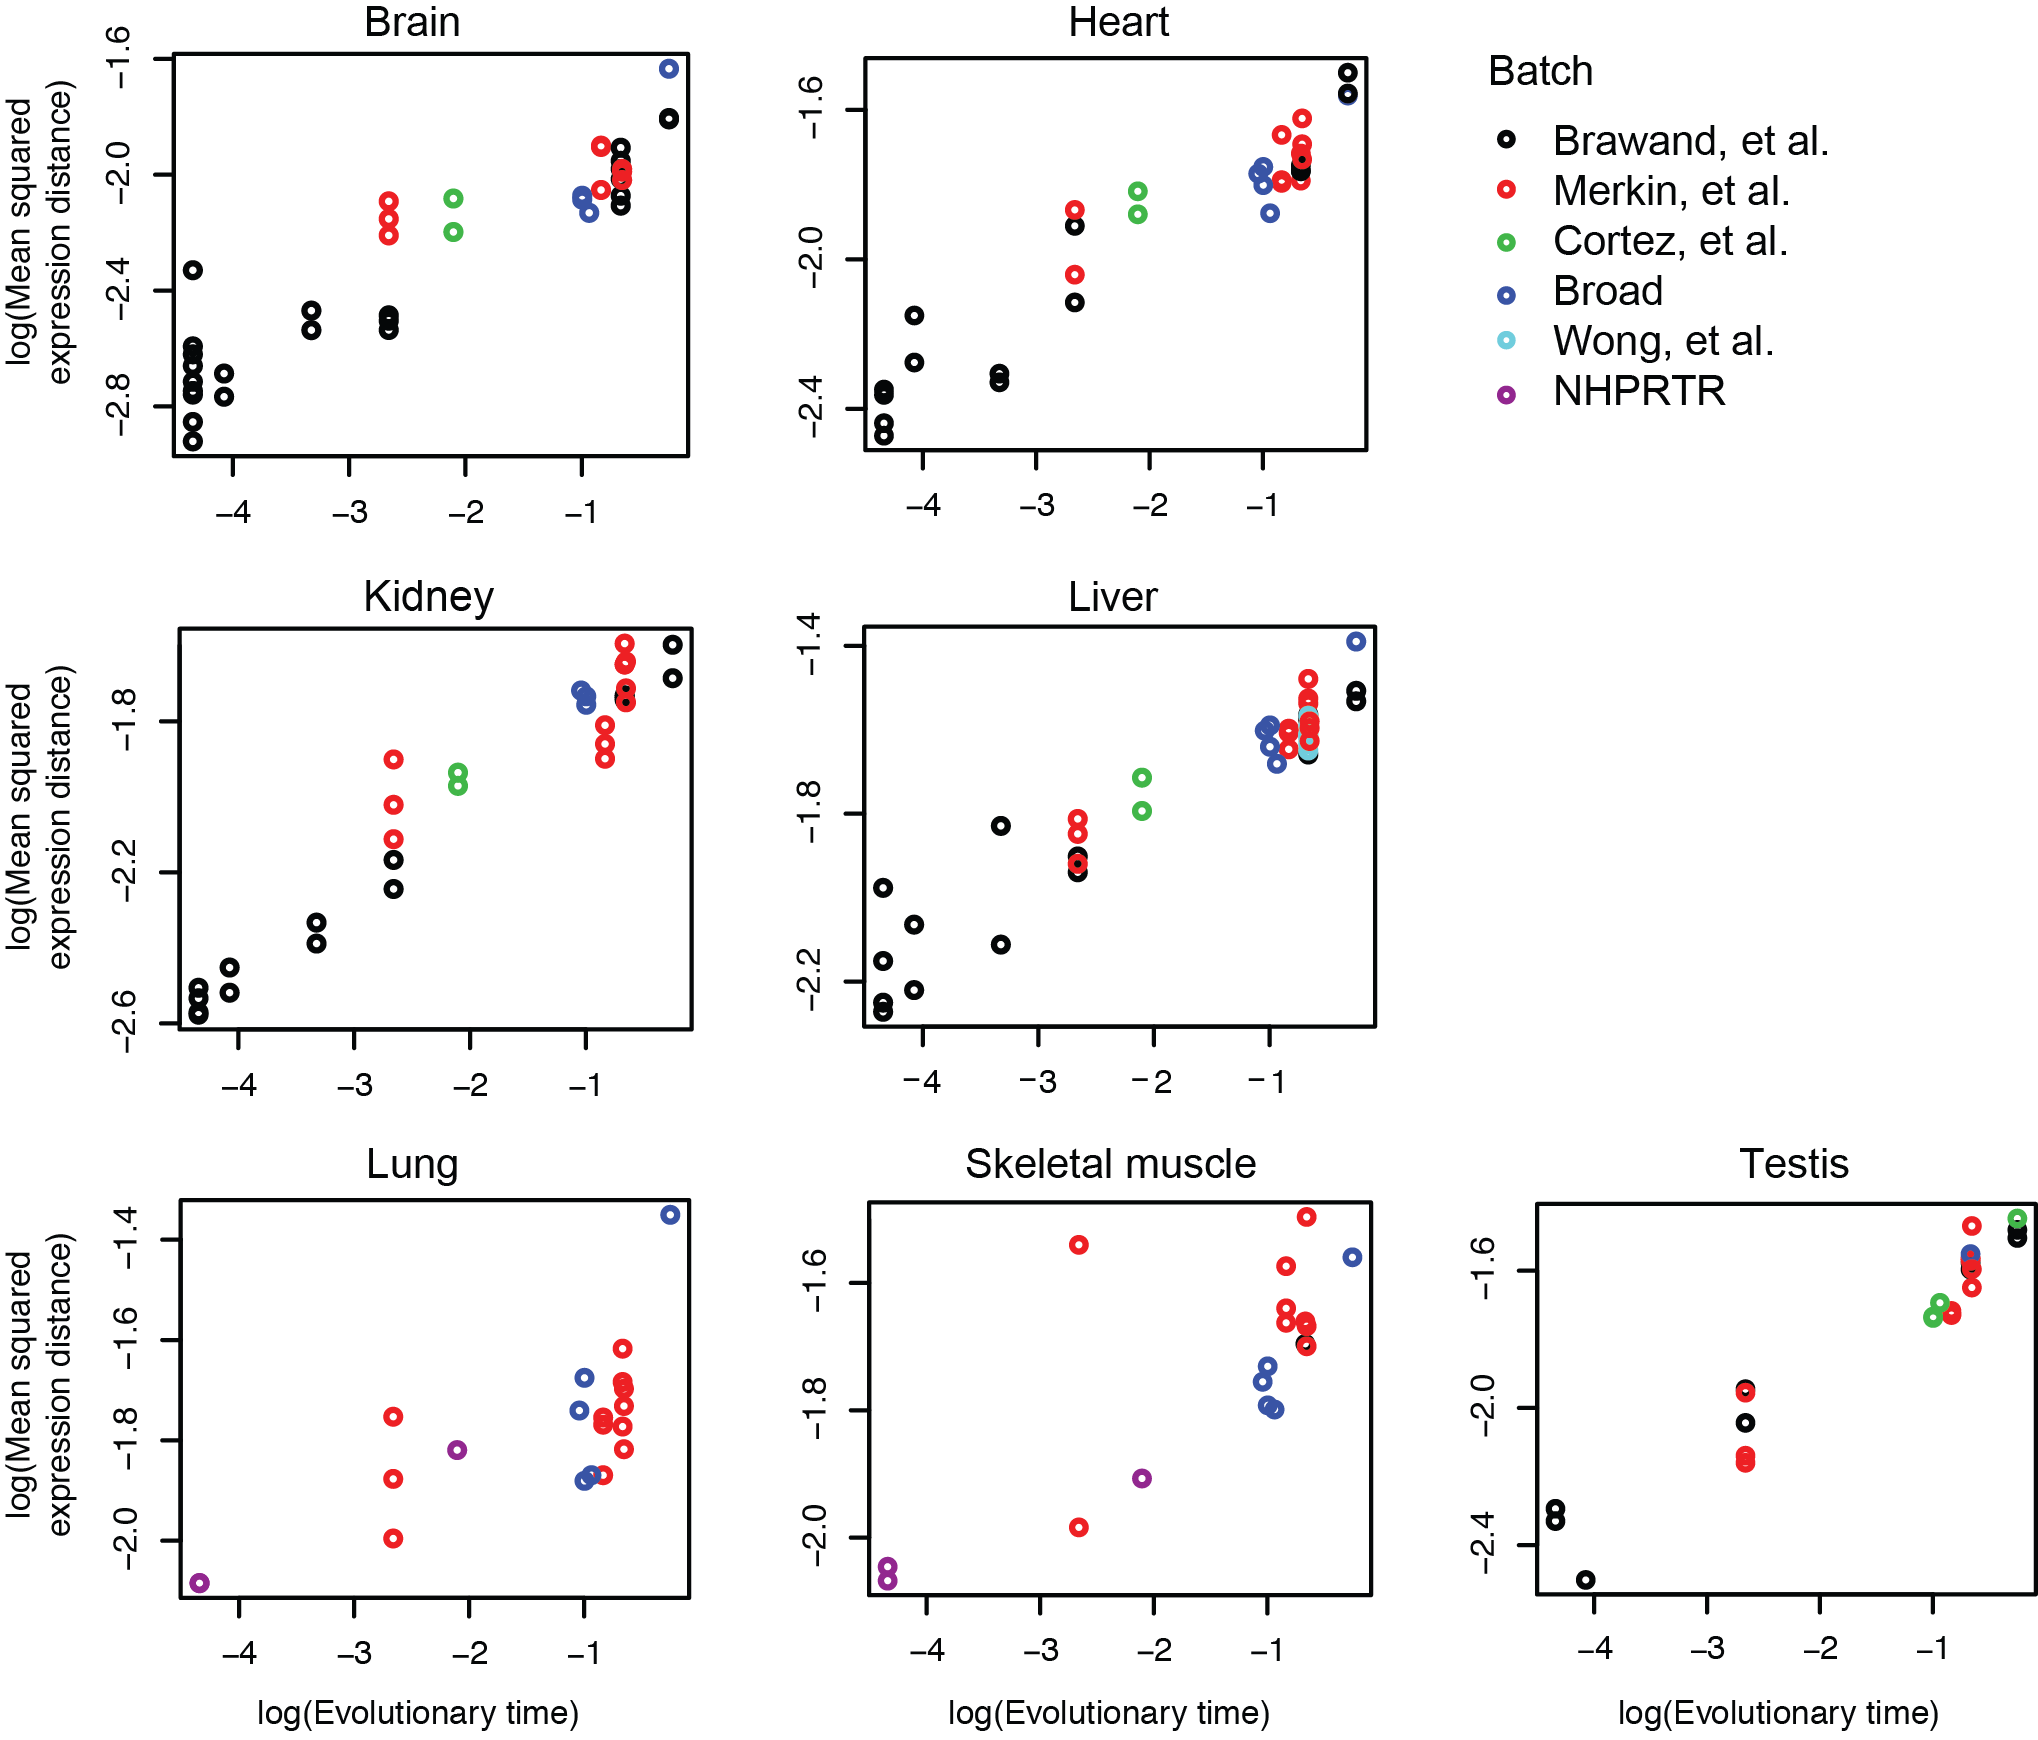 Brain
Heart
Batch
Brawand, et al.
Merkin, et al.
Cortez, et al.
Broad
Wong, et al.
NHPRTR
log(Mean squared
expression distance)
−1.6
−2.0
−2.4
−2.8
−4 −3 −2 −1
−1.6
−2.0
−2.4
−4 −3 −2 −1
Kidney
Liver
log(Mean squared
expression distance)
−1.8
−2.2
−2.6
−4 −3 −2 −1
−1.4
−1.8
−2.2
−4 −3 −2 −1
Lung
Skeletal muscle
Testis
log(Mean squared
expression distance)
−1.4
−1.6
−1.8
−2.0
−4 −3 −2 −1
log(Evolutionary time)
−1.6
−1.8
−2.0
−4 −3 −2 −1
log(Evolutionary time)
−1.6
−2.0
−2.4
−4 −3 −2 −1
log(Evolutionary time)